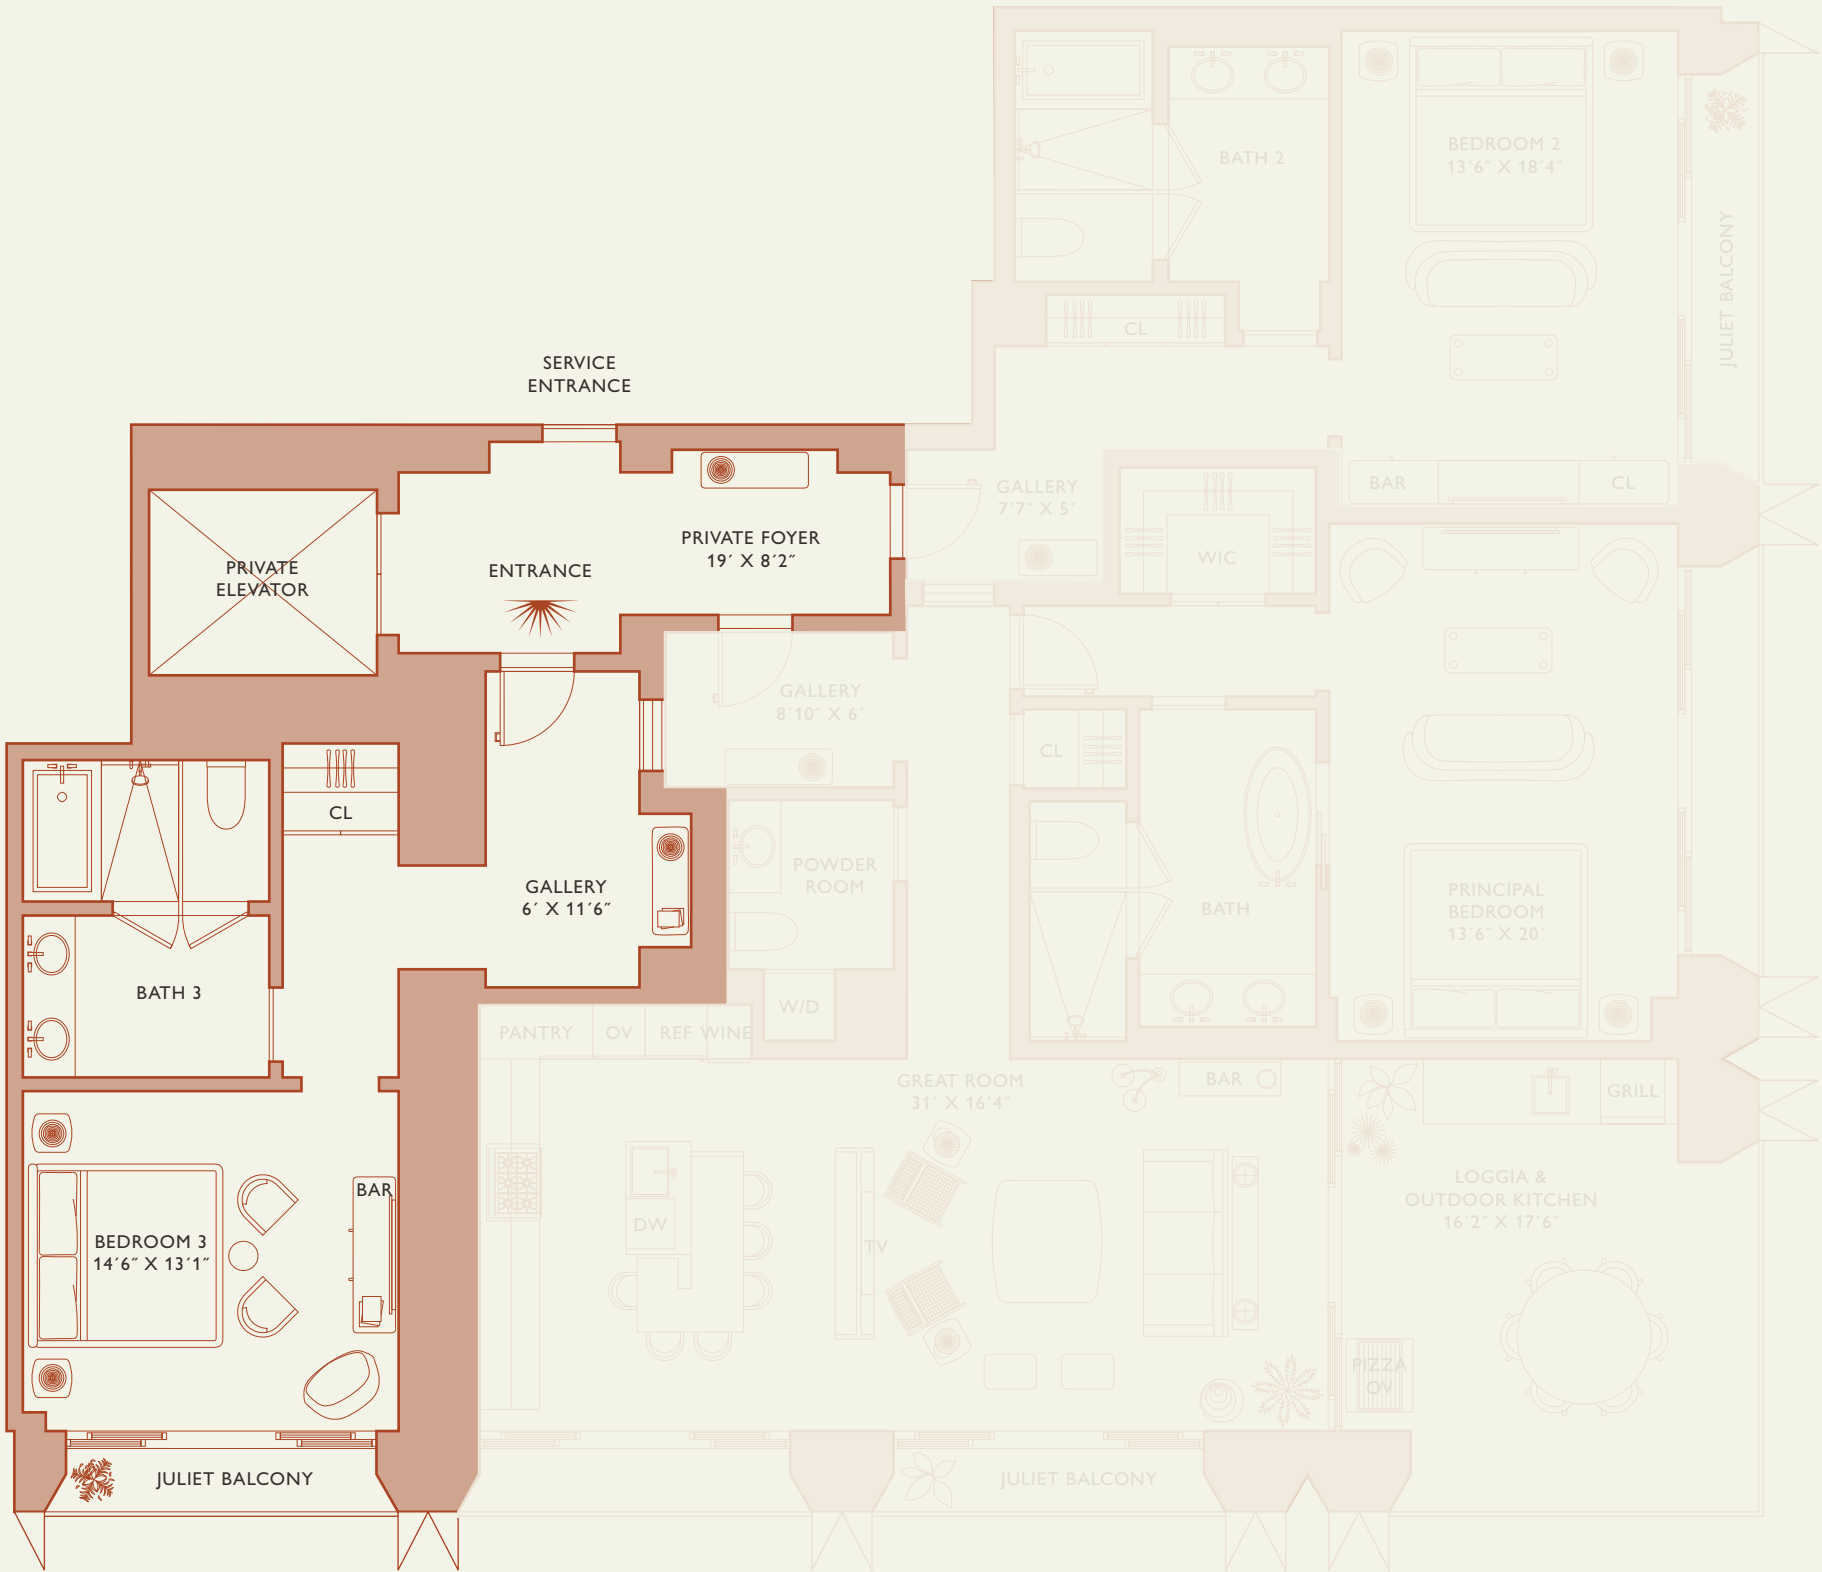 BEDROOM 2
13´6˝ X 18´4˝
BATH 2
JULIET BALCONY
CL
SERVICE
ENTRANCE
BAR
CL
GALLERY
7´7˝ X 5´
WIC
PRIVATE FOYER
19´ X 8´2˝
ENTRANCE
PRIVATE
ELEVATOR
GALLERY
8´10˝ X 6´
CL
CL
GALLERY
6´ X 11´6˝
POWDER
ROOM
BATH
PRINCIPAL
BEDROOM
13´6˝ X 20´
BATH 3
W/D
PANTRY
OV
REF
WINE
GREAT ROOM
31´ X 16´4˝
BAR
GRILL
LOGGIA &
OUTDOOR KITCHEN
16´2˝ X 17´6˝
BAR
DW
TV
BEDROOM 3
14´6˝ X 13´1˝
PIZZA
OV
JULIET BALCONY
JULIET BALCONY